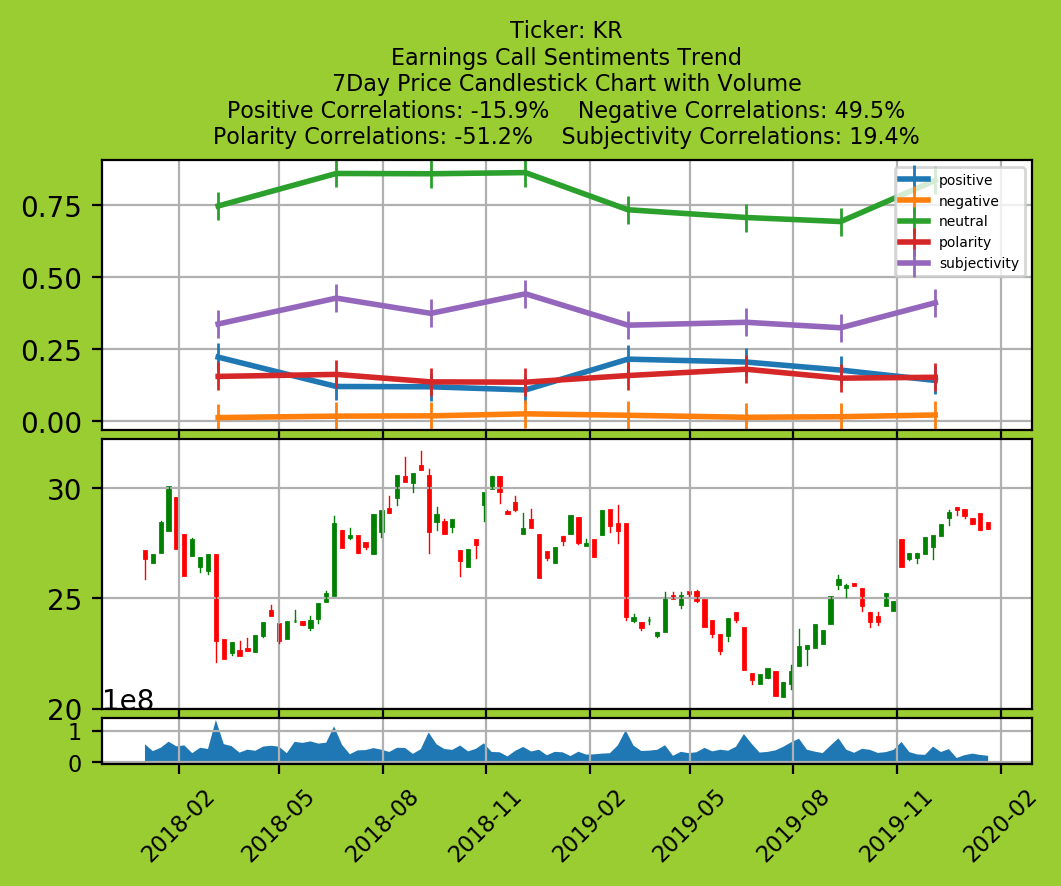 Ticker: KR
Earnings Call Sentiments Trend
7Day Price Candlestick Chart with Volume
Positive Correlations: -15.9%    Negative Correlations: 49.5%
Polarity Correlations: -51.2%    Subjectivity Correlations: 19.4%
positive
negative
neutral
polarity
subjectivity
0.75
0.50
0.25
0.00
30
25
20
1e8
1
0
2018-02
2018-05
2018-08
2018-11
2019-02
2019-05
2019-08
2019-11
2020-02